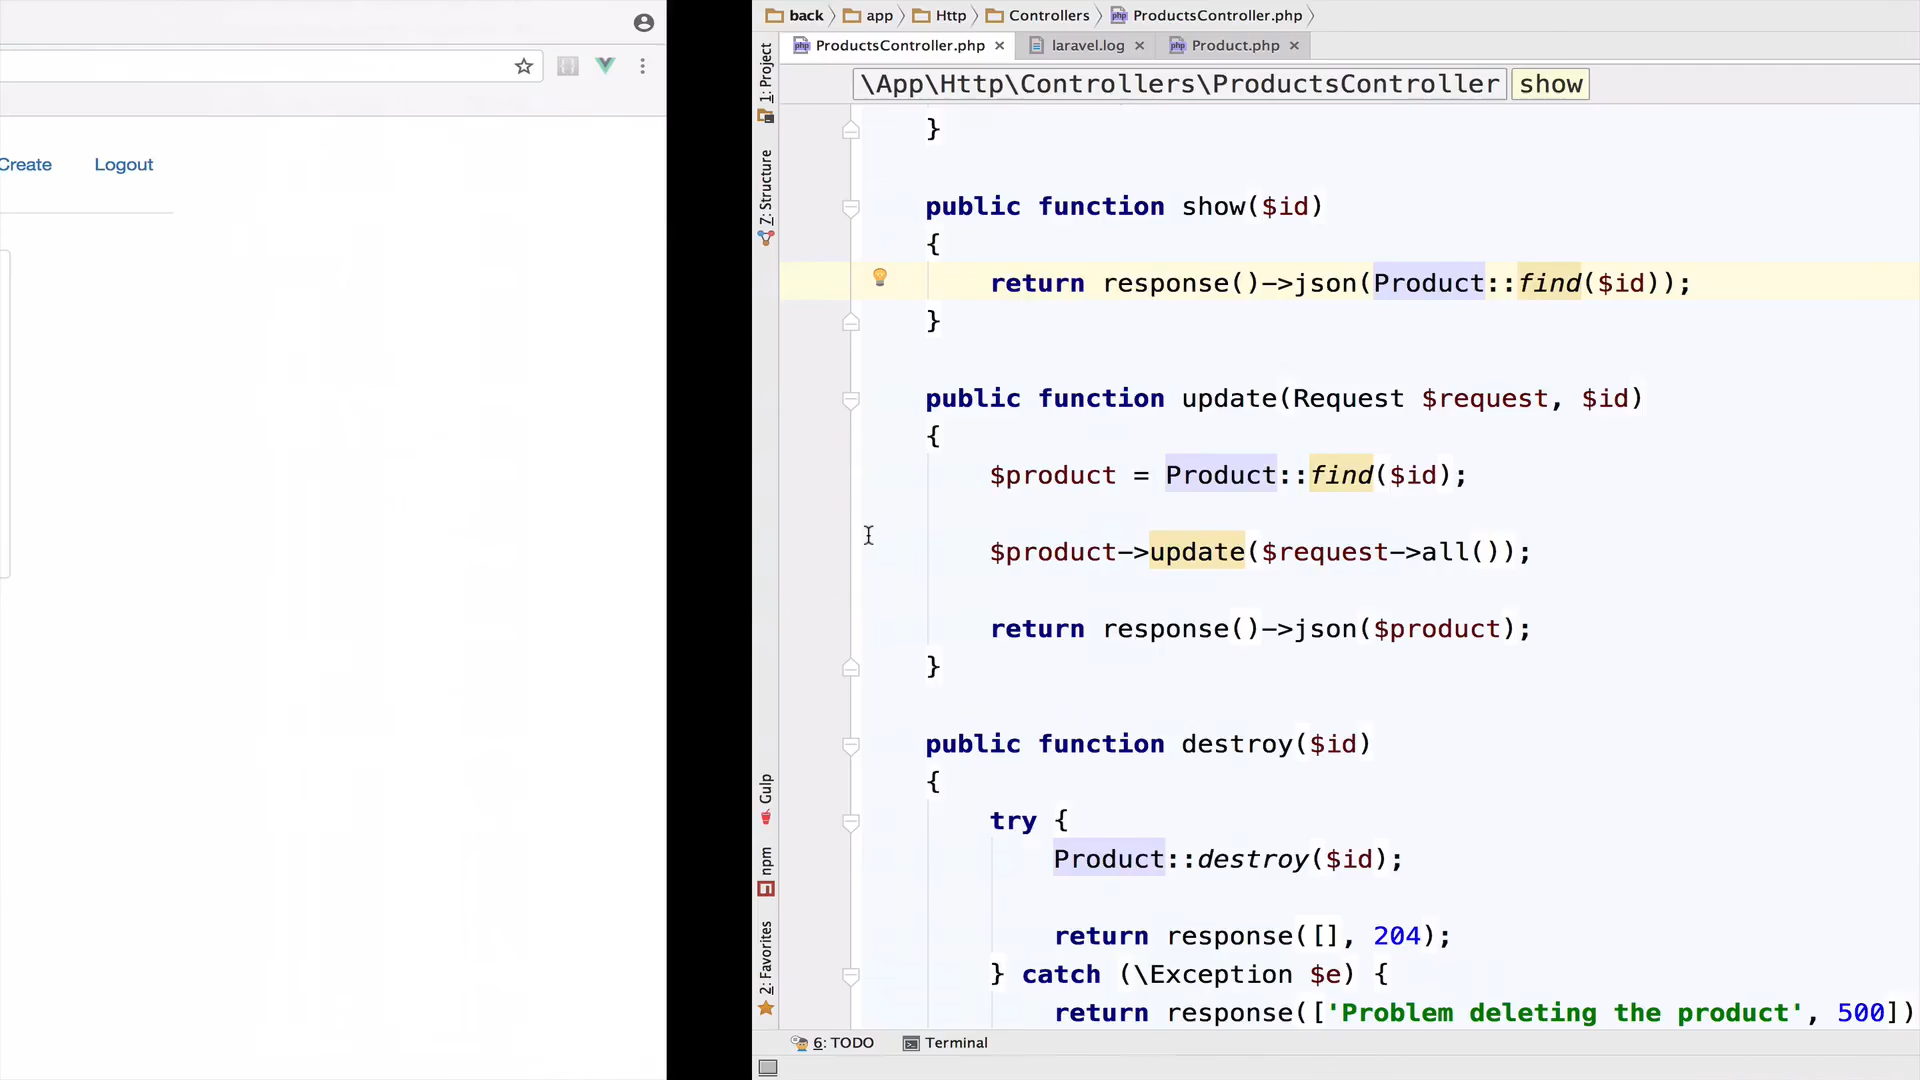 Create Logout
back app Http Controllers ProductsController.php
ProductsController.php laravel.log Product.php
\App\Http\Controllers\ProductsController show
1: Project
7: Structure
Gulp
npm
2: Favorites
}
public function show($id)
{
return response()->json(Product::find($id));
}
public function update(Request $request, $id)
{
$product = Product::find($id);
$product->update($request->all());
return response()->json($product);
}
public function destroy($id)
{
try {
Product::destroy($id);
return response([], 204);
} catch (\Exception $e) {
return response(['Problem deleting the product', 500])
6: TODO Terminal